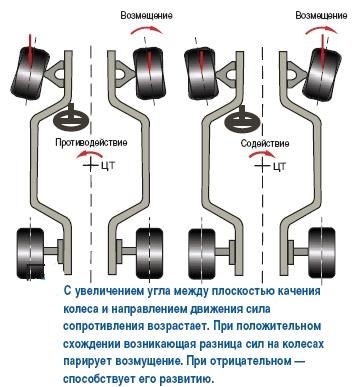 Возмещение
Возмещение
Противодействие
Содействие
ЦТ
ЦТ
С увеличением угла между плоскостью качения
колеса и направлением движения сила
сопротивления возрастает. При положительном
схождении возникающая разница сил на колесах
парирует возмущение. При отрицательном —
способствует его развитию.